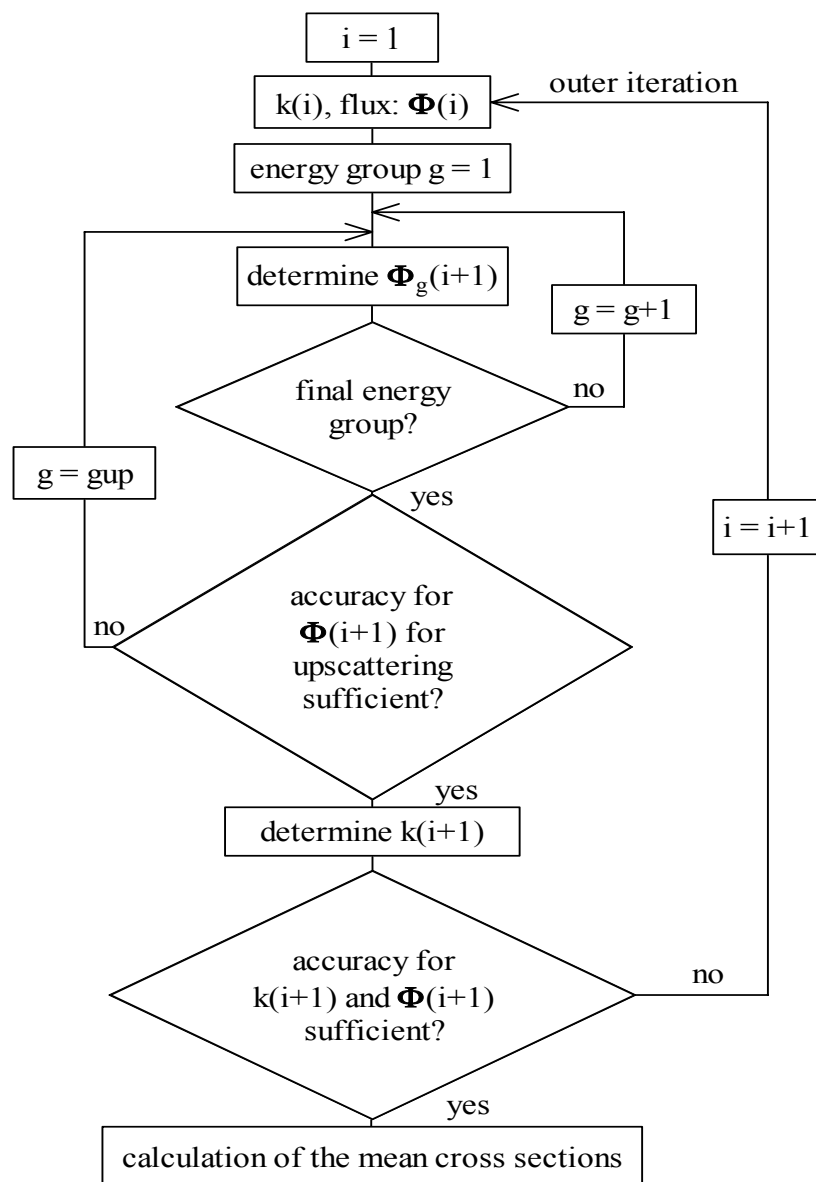 i = 1
outer iteration
k(i), flux: Φ(i)
energy group g = 1
determine Φg(i+1)
g = g+1
final energy
group?
no
g = gup
yes
i = i+1
accuracy for
Φ(i+1) for
upscattering
sufficient?
no
yes
determine k(i+1)
accuracy for
k(i+1) and Φ(i+1)
sufficient?
no
yes
calculation of the mean cross sections